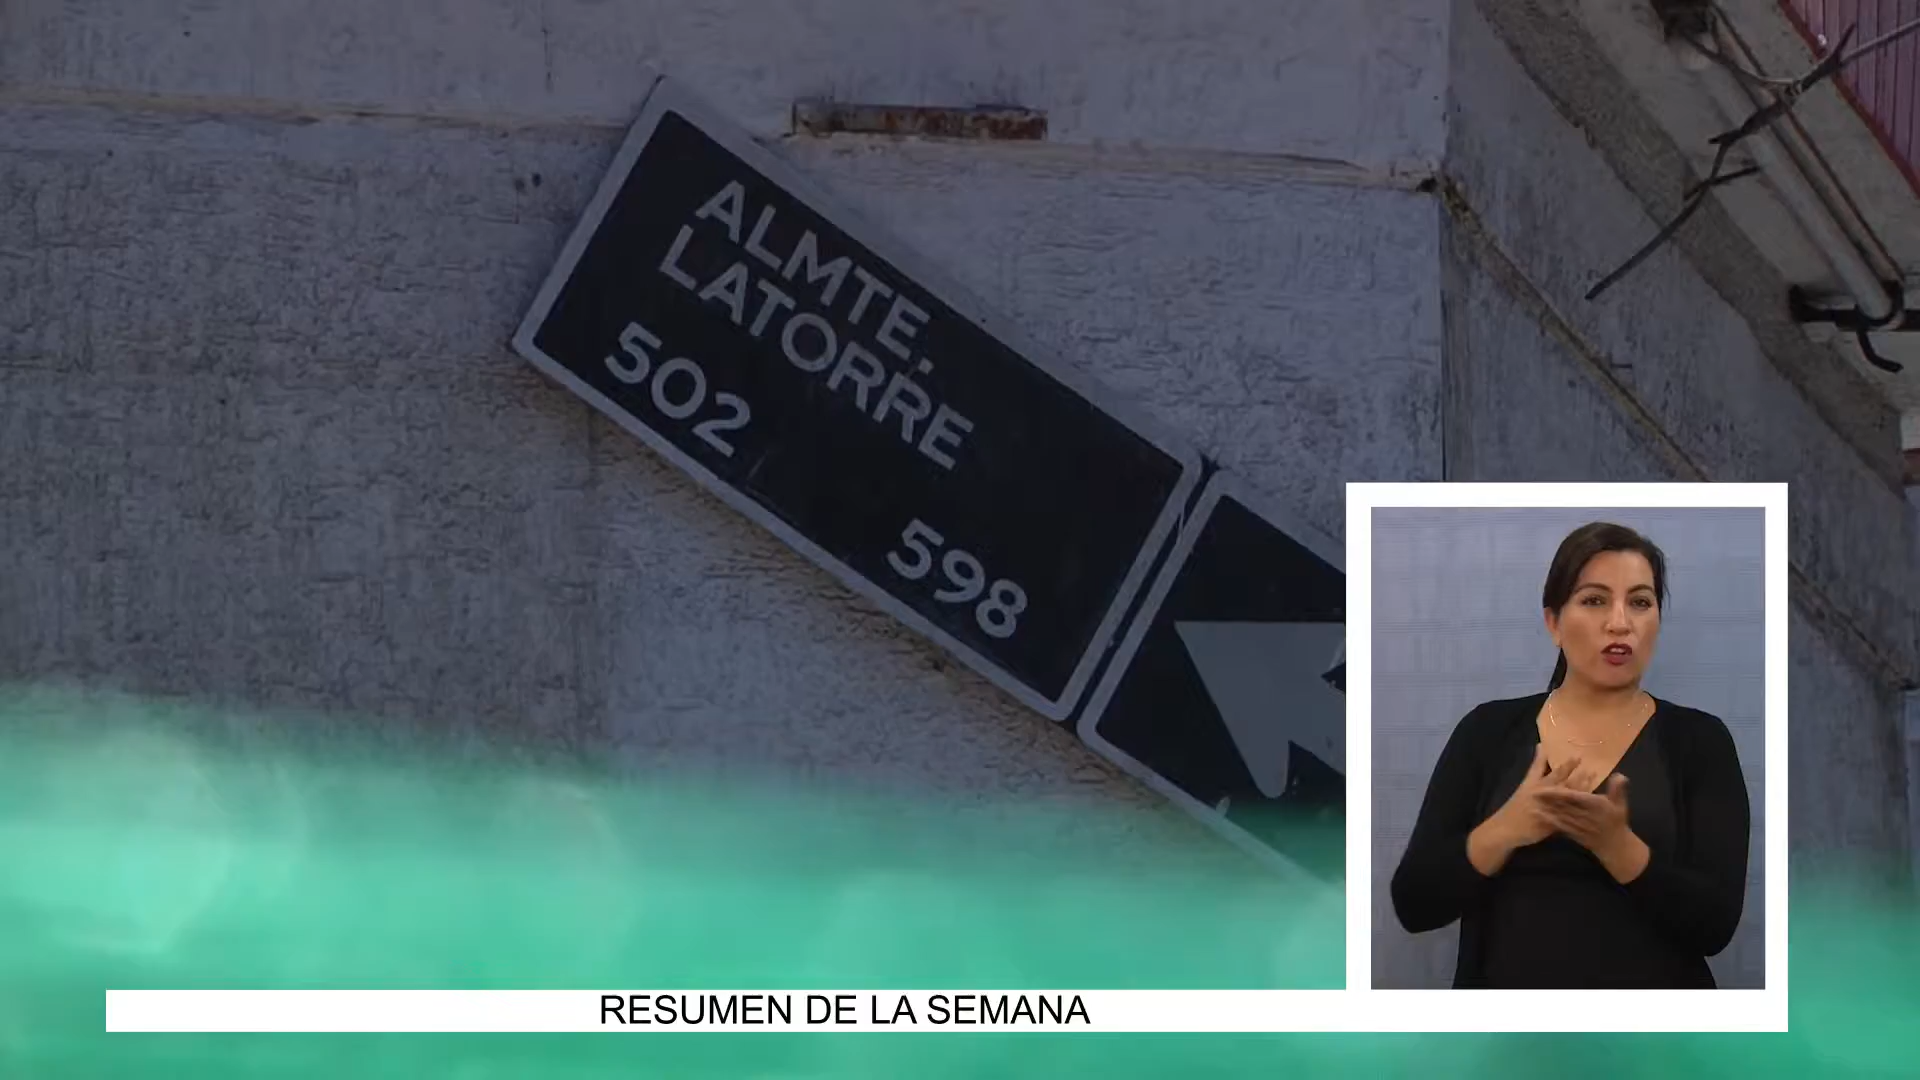 ALMTE.
LATORRE
502
598
RESUMEN DE LA SEMANA